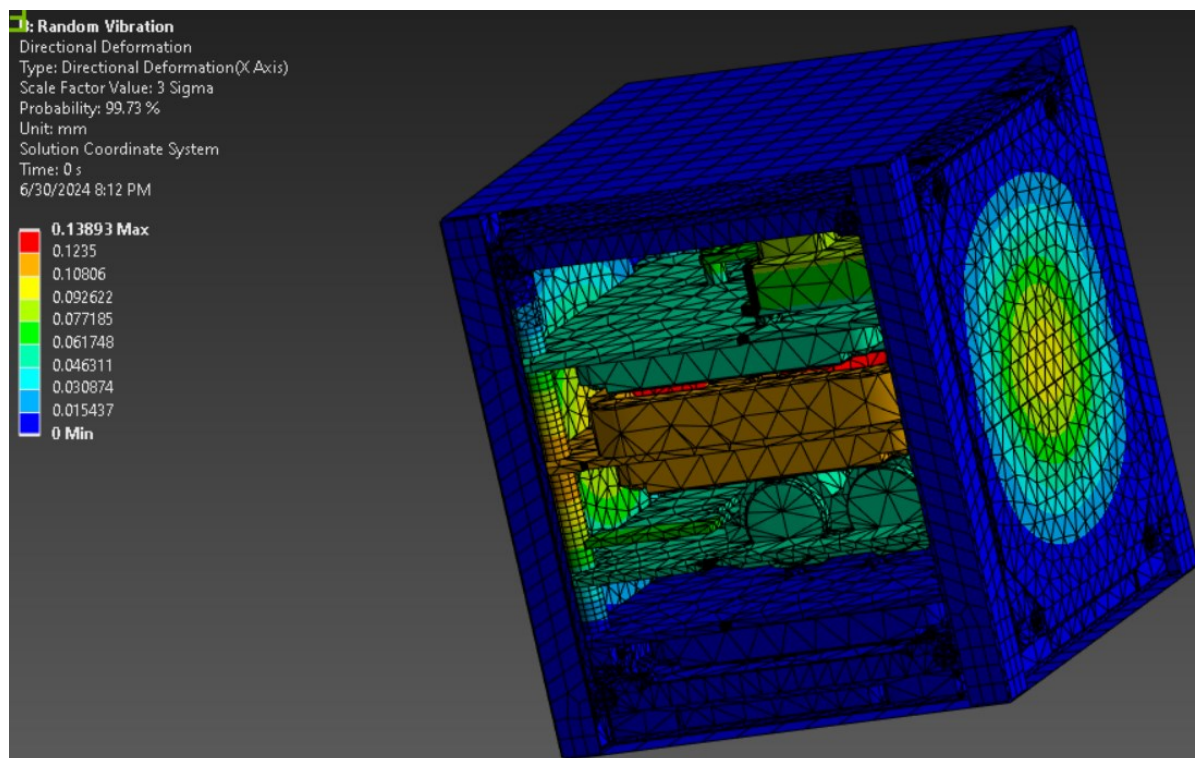 : Random Vibration
Directional Deformation
Type: Directional Deformation(X Axis)
Scale Factor Value: 3 Sigma
Probability: 99.73 %
Unit: mm
Solution Coordinate System
Time: 0 s
6/30/2024 8:12 PM
0.13893 Max
0.1235
0.10806
0.092622
0.077185
0.061748
0.046311
0.030874
0.015437
0 Min